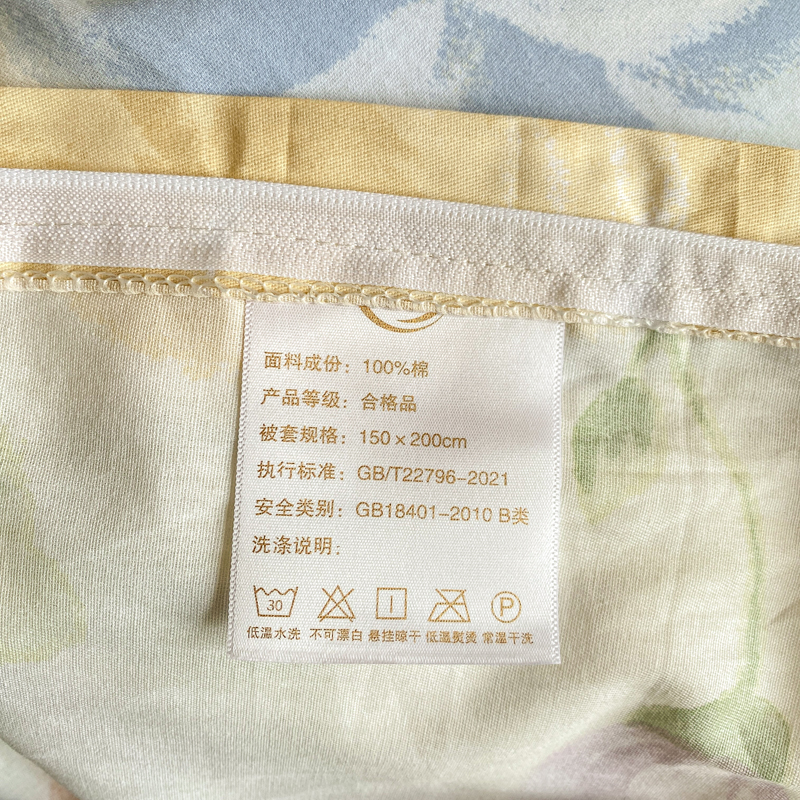 面料成份：100%棉
产品等级：合格品
被套规格：150×200cm
执行标准：GB/T22796-2021
安全类别：GB18401-2010 B类
洗涤说明：
30 P
低温水洗 不可漂白 悬挂晾干 低温熨烫 常温干洗